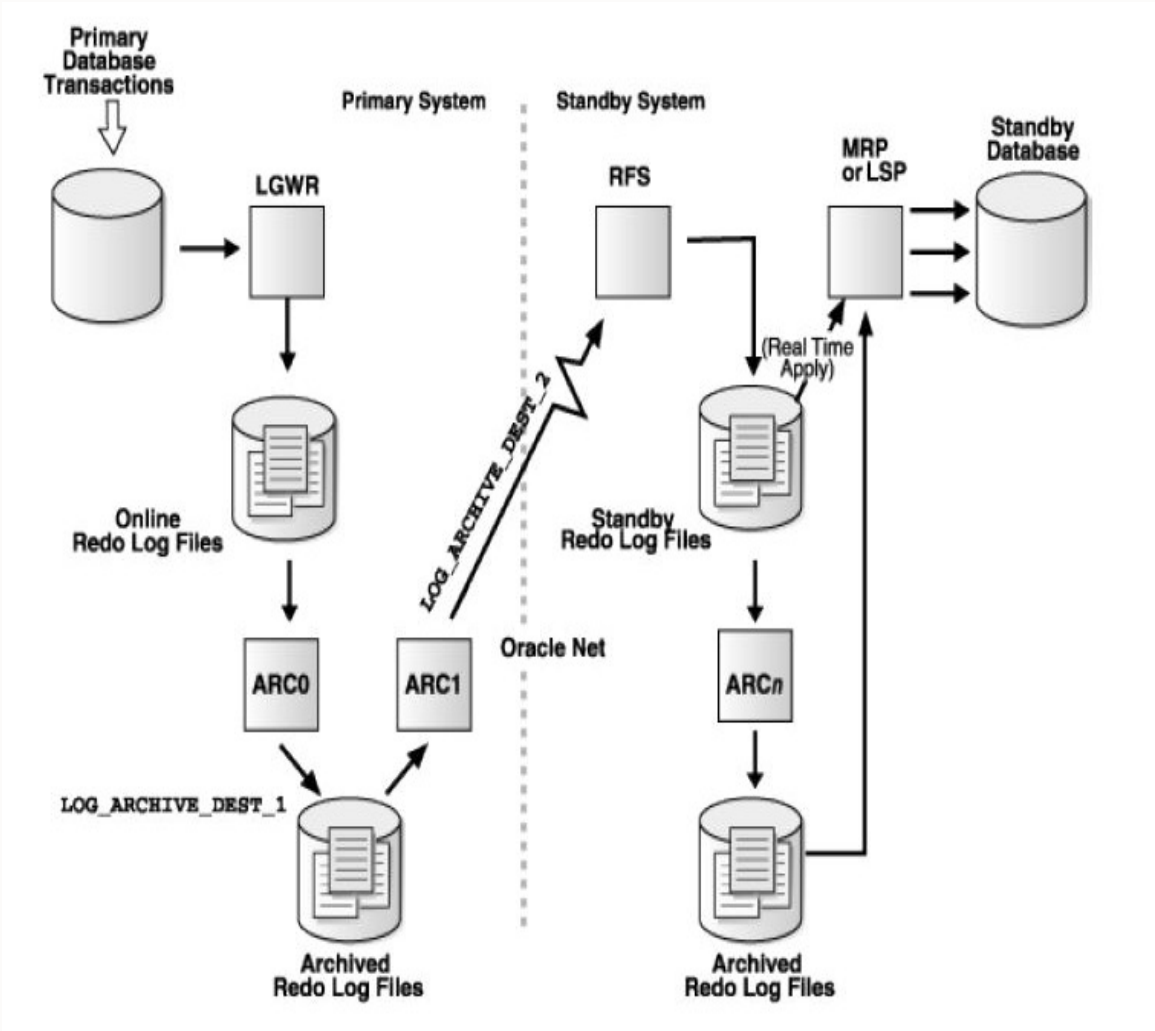 Primary
Database
Transactions
Primary System
Standby System
Standby
Database
MRP
or LSP
RFS
LGWR
(Real Time
Apply)
LOG_ARCHIVE_DEST_2
Online
Redo Log Files
Standby
Redo Log Files
Oracle Net
ARC0
ARC1
ARCn
LOG_ARCHIVE_DEST_1
Archived
Redo Log Files
Archived
Redo Log Files